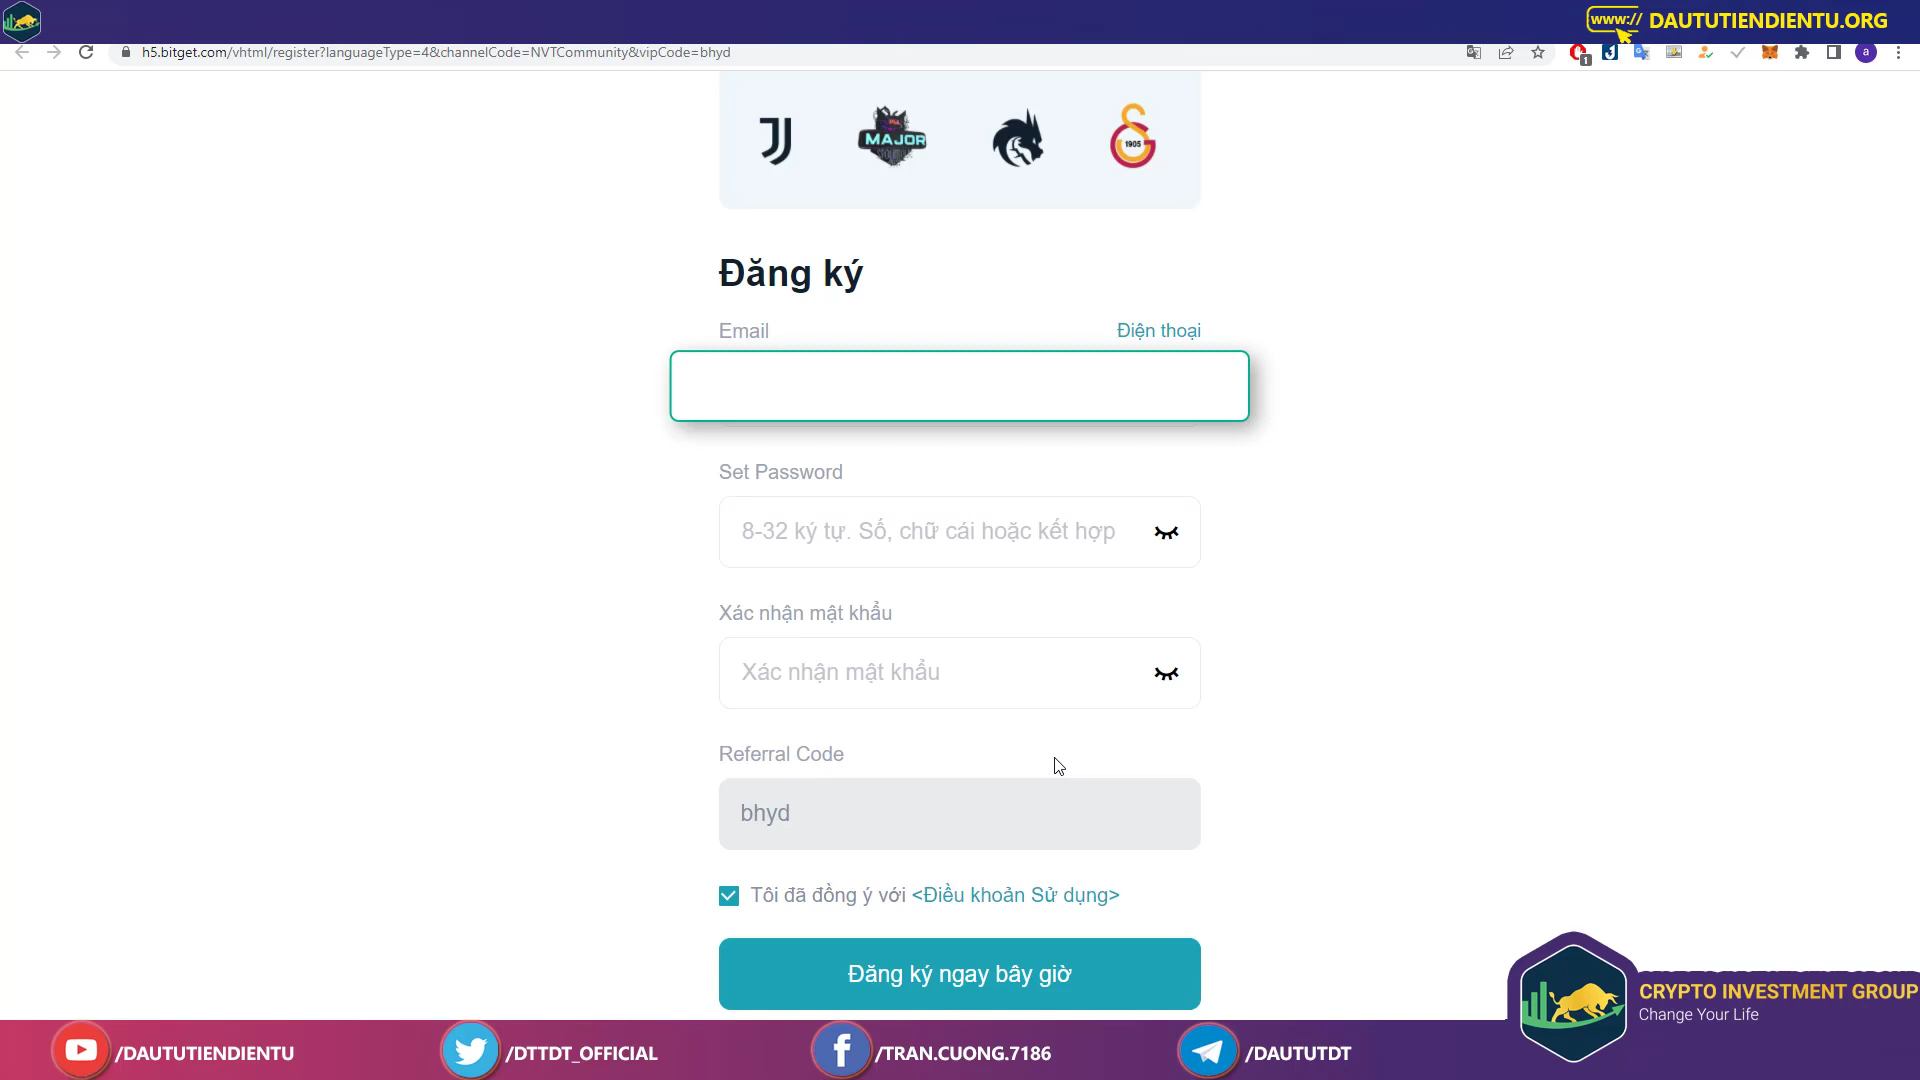 www:// DAUTUTIENDIENTU.ORG
h5.bitget.com/vhtml/register?languageType=4&channelCode=NVTCommunity&vipCode=bhyd
1
a
MAJOR
1905
Đăng ký
Email
Điện thoại
Set Password
8-32 ký tự. Số, chữ cái hoặc kết hợp
Xác nhận mật khẩu
Xác nhận mật khẩu
Referral Code
bhyd
Tôi đã đồng ý với <Điều khoản Sử dụng>
Đăng ký ngay bây giờ
CRYPTO INVESTMENT GROUP
Change Your Life
/DAUTUTIENDIENTU
/DTTDT_OFFICIAL
/TRAN.CUONG.7186
/DAUTUTDT